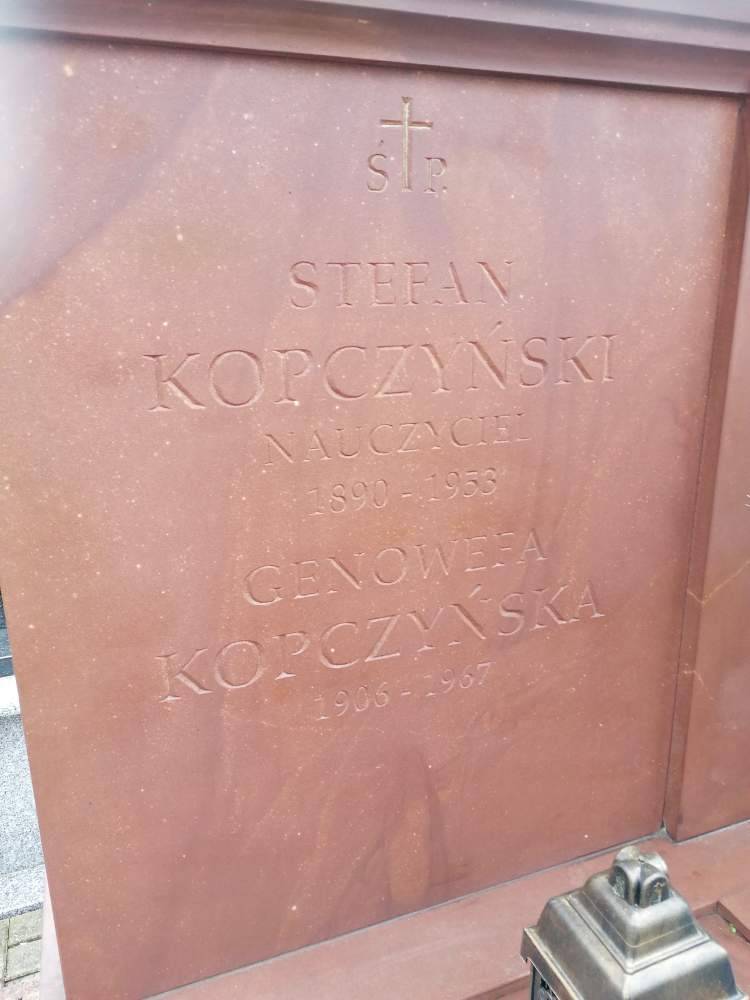 Ś P.
STEFAN
KOPCZYŃSKI
NAUCZYCIEL
1890 - 1953
GENOWEFA
KOPCZYŃSKA
1906 - 1967